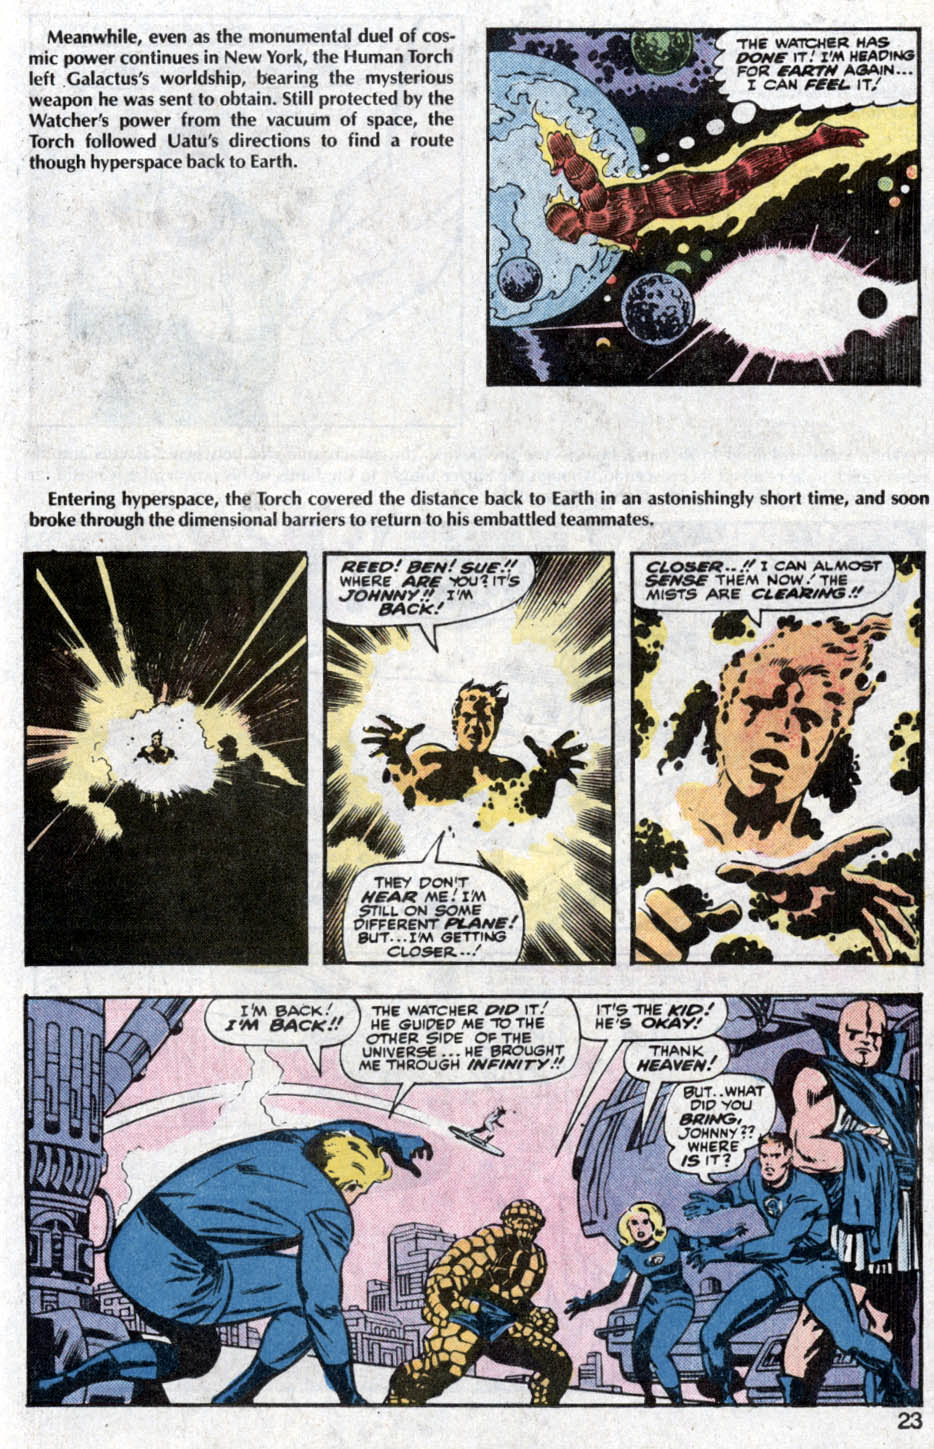 Meanwhile, even as the monumental duel of cos-
mic power continues in New York, the Human Torch
left Galactus's worldship, bearing the mysterious
weapon he was sent to obtain. Still protected by the
Watcher's power from the vacuum of space, the
Torch followed Uatu's directions to find a route
though hyperspace back to Earth.
THE WATCHER HAS
DONE IT! I'M HEADING
FOR EARTH AGAIN...
I CAN FEEL IT!
Entering hyperspace, the Torch covered the distance back to Earth in an astonishingly short time, and soon
broke through the dimensional barriers to return to his embattled teammates.
REED! BEN! SUE!!
WHERE ARE YOU? IT'S
JOHNNY!! I'M
BACK!
THEY DON'T
HEAR ME! I'M
STILL ON SOME
DIFFERENT PLANE!
BUT...I'M GETTING
CLOSER...!
CLOSER...!! I CAN ALMOST
SENSE THEM NOW! THE
MISTS ARE CLEARING!!
I'M BACK!
I'M BACK!!
THE WATCHER DID IT!
HE GUIDED ME TO THE
OTHER SIDE OF THE
UNIVERSE... HE BROUGHT
ME THROUGH INFINITY!!
IT'S THE KID!
HE'S OKAY!
THANK
HEAVEN!
BUT..WHAT
DID YOU
BRING,
JOHNNY??
WHERE
IS IT?
23